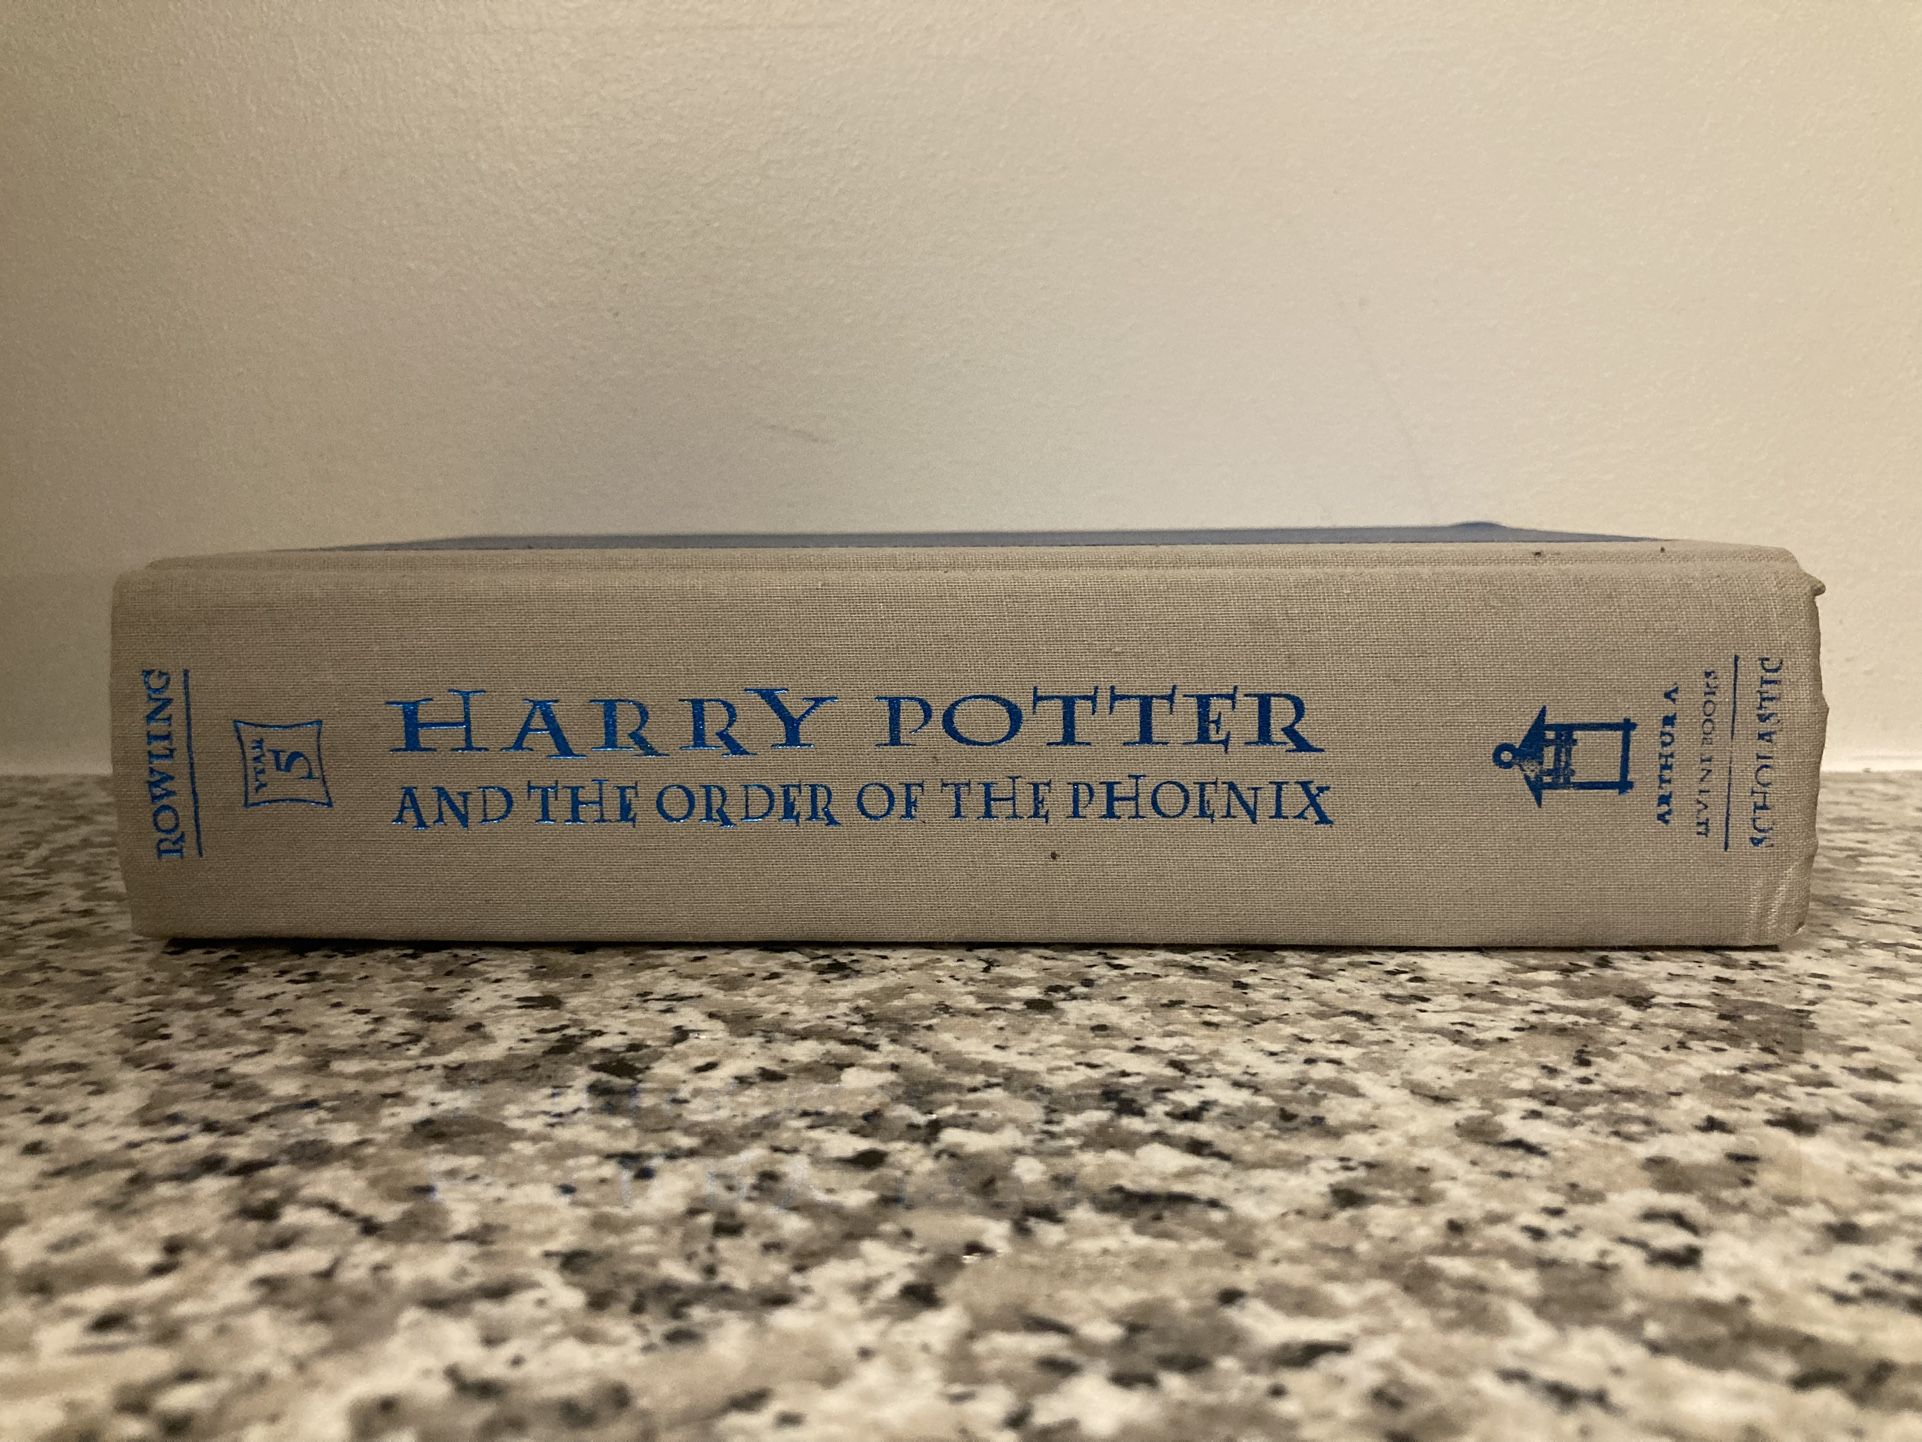 ROWLING
YEAR
5
HARRY POTTER
AND THE ORDER OF THE PHOENIX
ARTHUR A.
LEVINE BOOKS
SCHOLASTIC